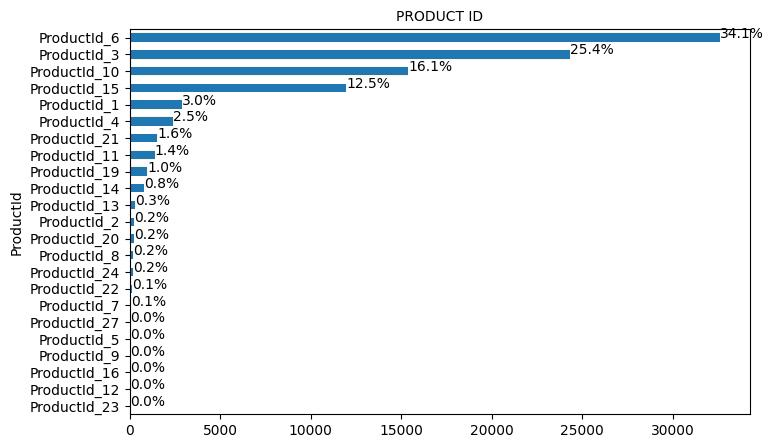 PRODUCT ID
ProductId_6 34.1%
ProductId_3 25.4%
ProductId_10 16.1%
ProductId_15 12.5%
ProductId_1 3.0%
ProductId_4 2.5%
ProductId_21 1.6%
ProductId_11 1.4%
ProductId_19 1.0%
ProductId_14 0.8%
ProductId_13 0.3%
ProductId_2 0.2%
ProductId_20 0.2%
ProductId_8 0.2%
ProductId_24 0.2%
ProductId_22 0.1%
ProductId_7 0.1%
ProductId_27 0.0%
ProductId_5 0.0%
ProductId_9 0.0%
ProductId_16 0.0%
ProductId_12 0.0%
ProductId_23 0.0%
ProductId
0 5000 10000 15000 20000 25000 30000